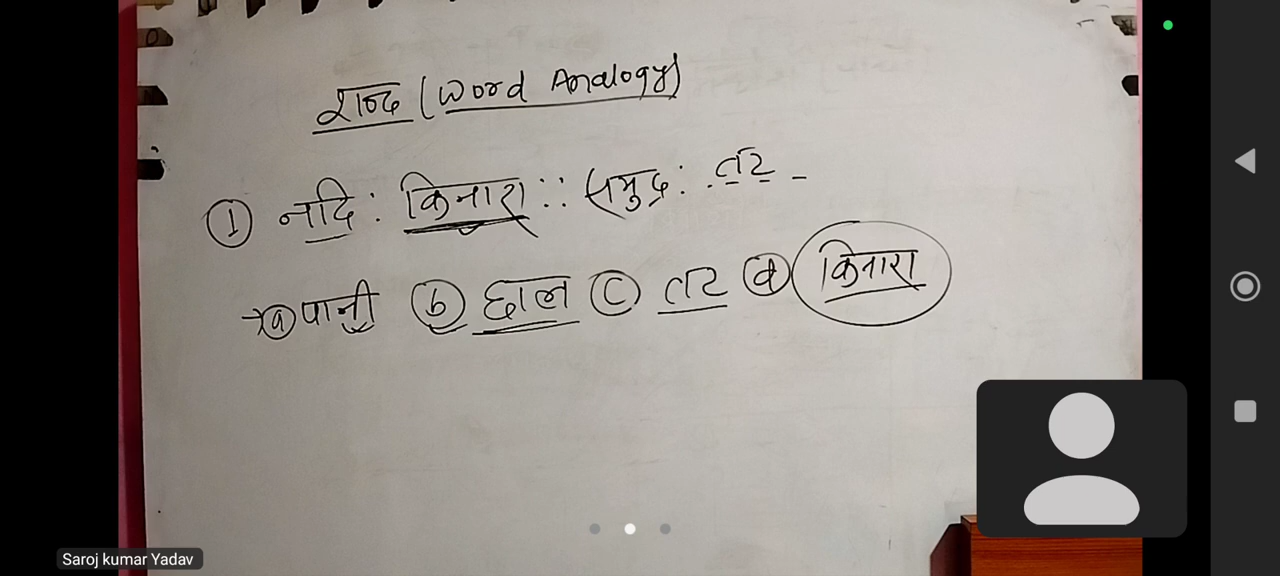 शब्द (Word Analogy)
① नदि : किनारा :: समुद्र : .तट -
→ⓐ पानी ⓑ छाल ⓒ तट ⓓ किनारा
Saroj kumar Yadav